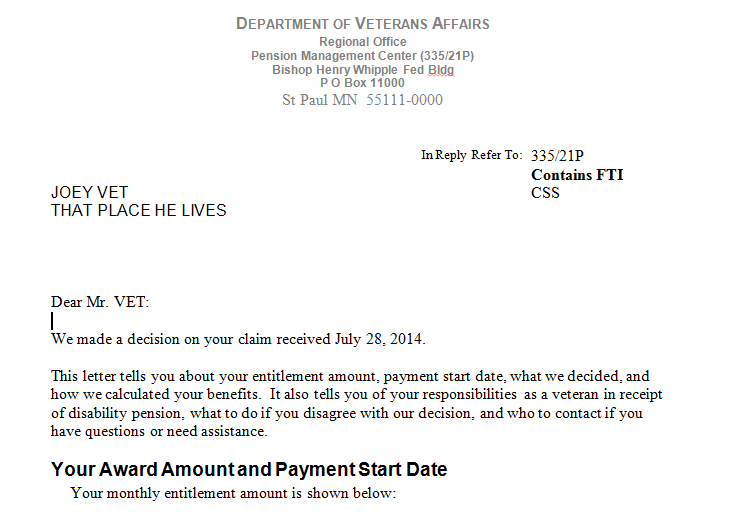 DEPARTMENT OF VETERANS AFFAIRS
Regional Office
Pension Management Center (335/21P)
Bishop Henry Whipple Fed Bldg
P O Box 11000
St Paul MN  55111-0000
In Reply Refer To: 335/21P
Contains FTI
CSS
JOEY VET
THAT PLACE HE LIVES
Dear Mr. VET:
We made a decision on your claim received July 28, 2014.
This letter tells you about your entitlement amount, payment start date, what we decided, and
how we calculated your benefits.  It also tells you of your responsibilities as a veteran in receipt
of disability pension, what to do if you disagree with our decision, and who to contact if you
have questions or need assistance.
Your Award Amount and Payment Start Date
Your monthly entitlement amount is shown below: